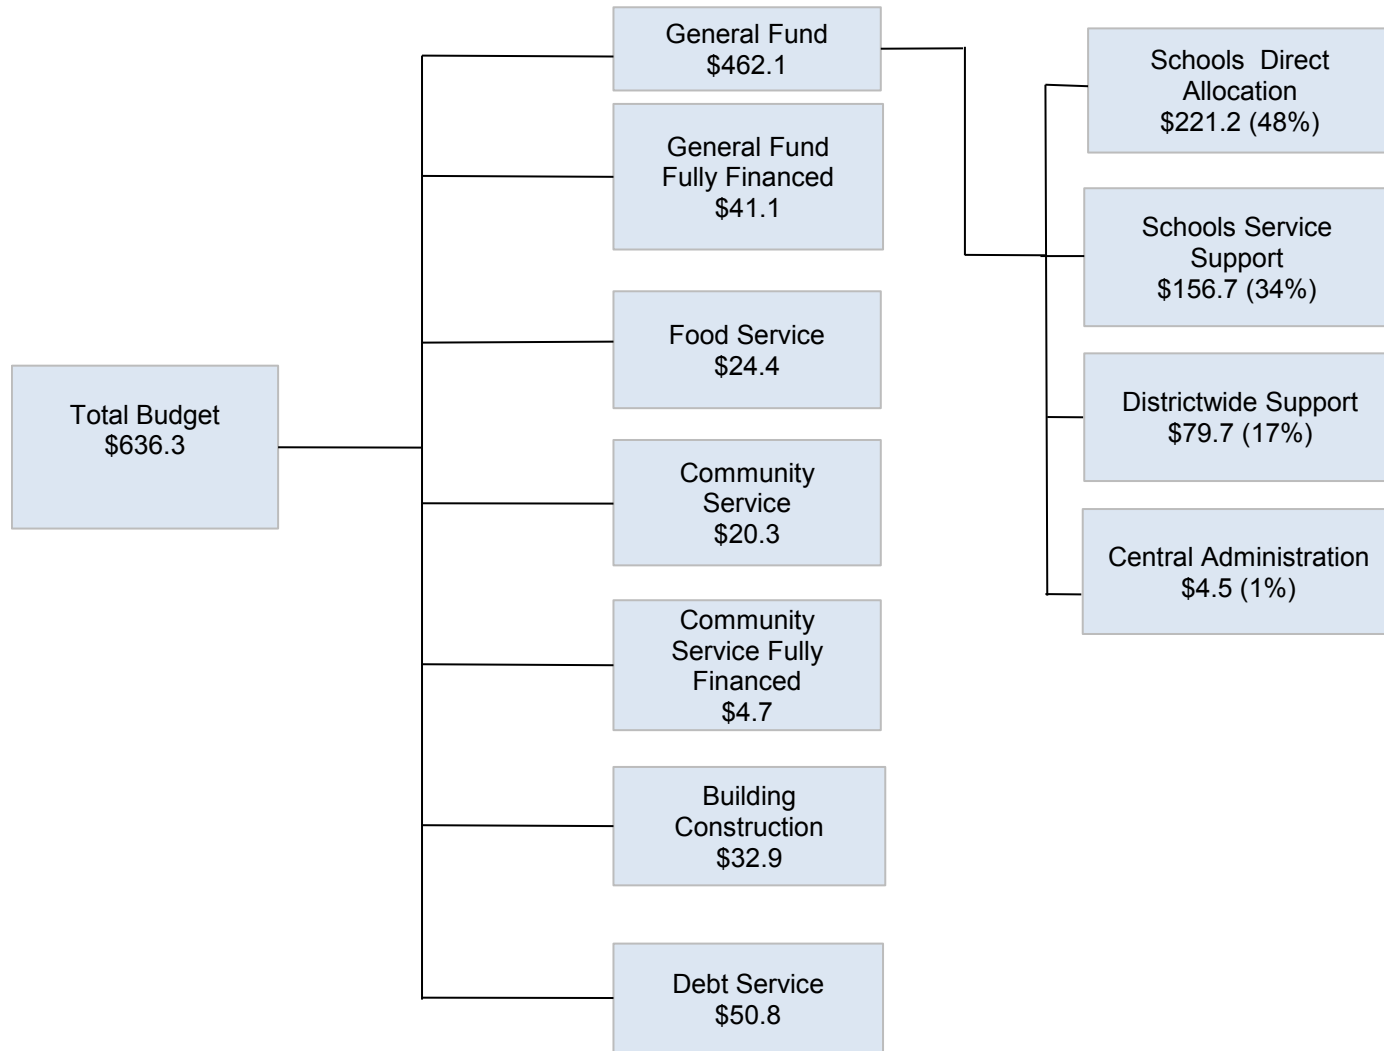 Total Budget
$636.3
General Fund
$462.1
General Fund
Fully Financed
$41.1
Food Service
$24.4
Community
Service
$20.3
Community
Service Fully
Financed
$4.7
Building
Construction
$32.9
Debt Service
$50.8
Schools  Direct
Allocation
$221.2 (48%)
Schools Service
Support
$156.7 (34%)
Districtwide Support
$79.7 (17%)
Central Administration
$4.5 (1%)